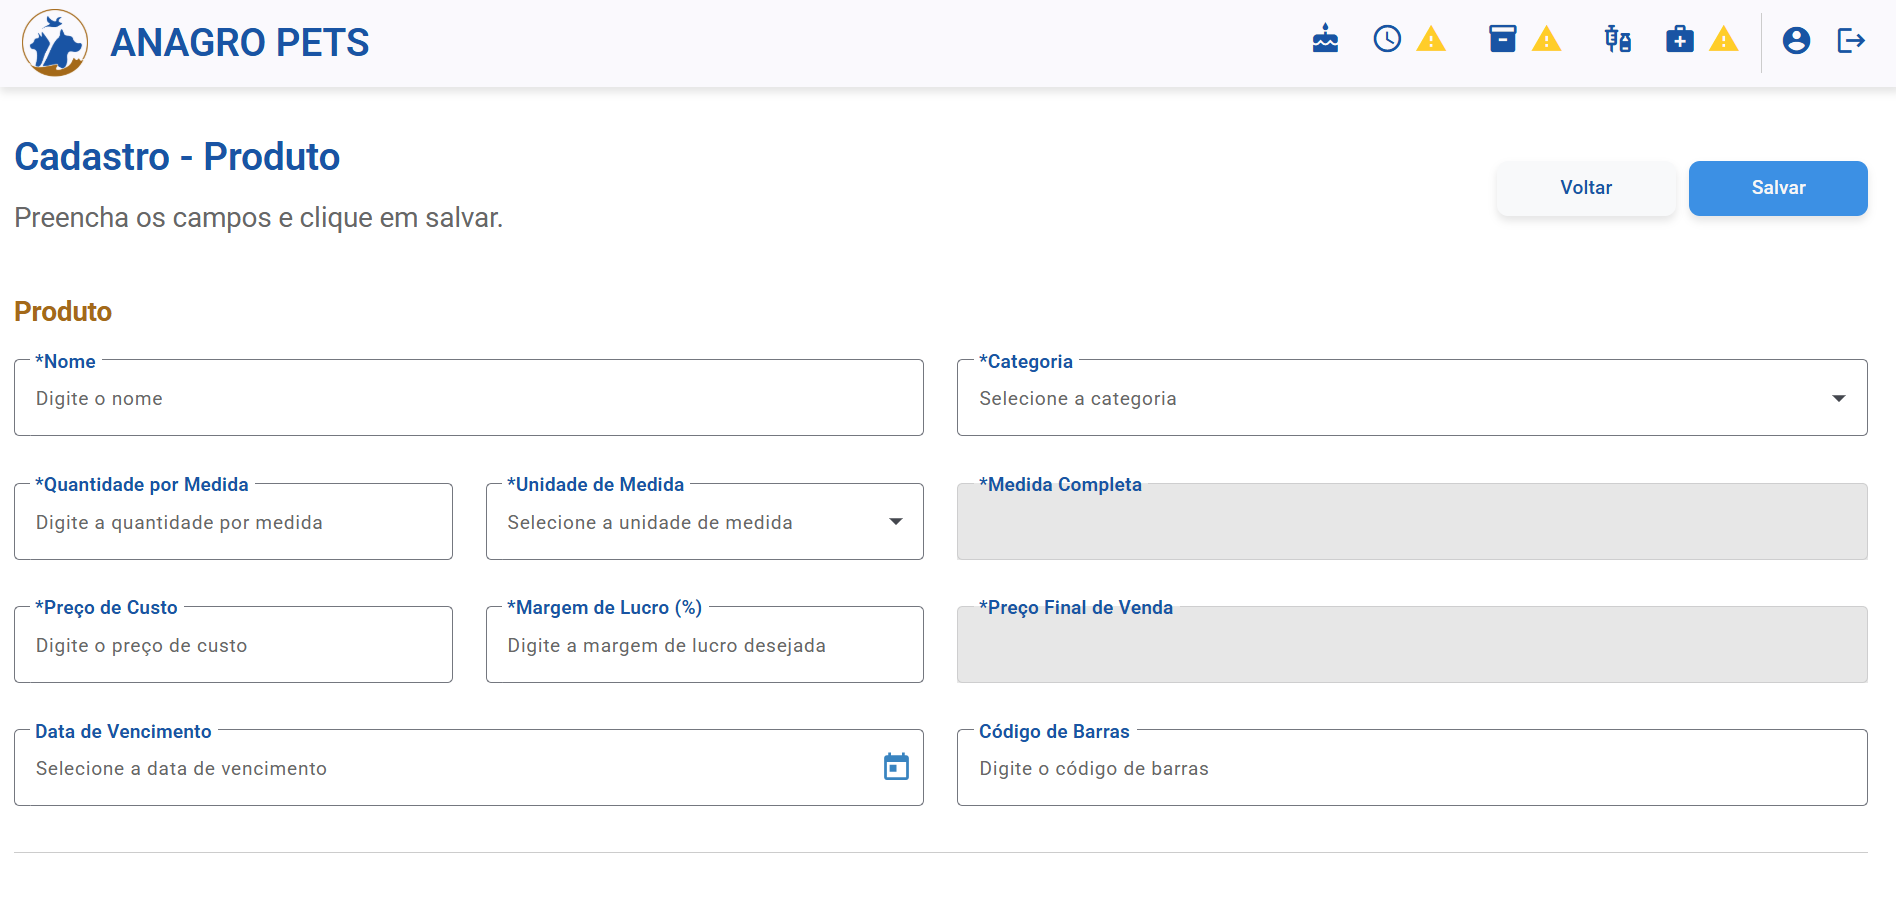 ANAGRO PETS
Cadastro - Produto
Preencha os campos e clique em salvar.
Voltar
Salvar
Produto
*Nome
Digite o nome
*Categoria
Selecione a categoria
*Quantidade por Medida
Digite a quantidade por medida
*Unidade de Medida
Selecione a unidade de medida
*Medida Completa
*Preço de Custo
Digite o preço de custo
*Margem de Lucro (%)
Digite a margem de lucro desejada
*Preço Final de Venda
Data de Vencimento
Selecione a data de vencimento
Código de Barras
Digite o código de barras